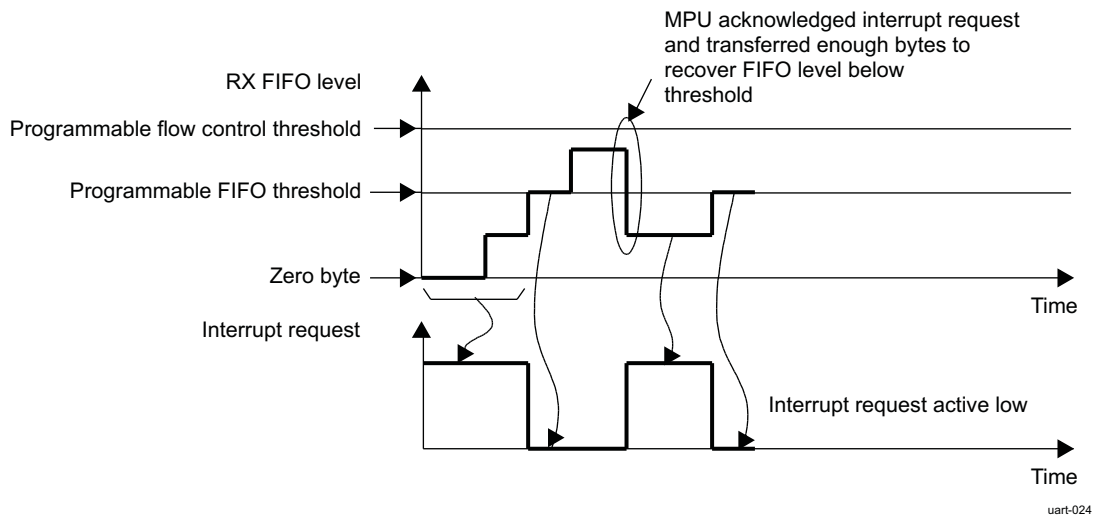 MPU acknowledged interrupt request
and transferred enough bytes to
recover FIFO level below
threshold
RX FIFO level
Programmable flow control threshold
Programmable FIFO threshold
Zero byte
Time
Interrupt request
Interrupt request active low
Time
uart-024